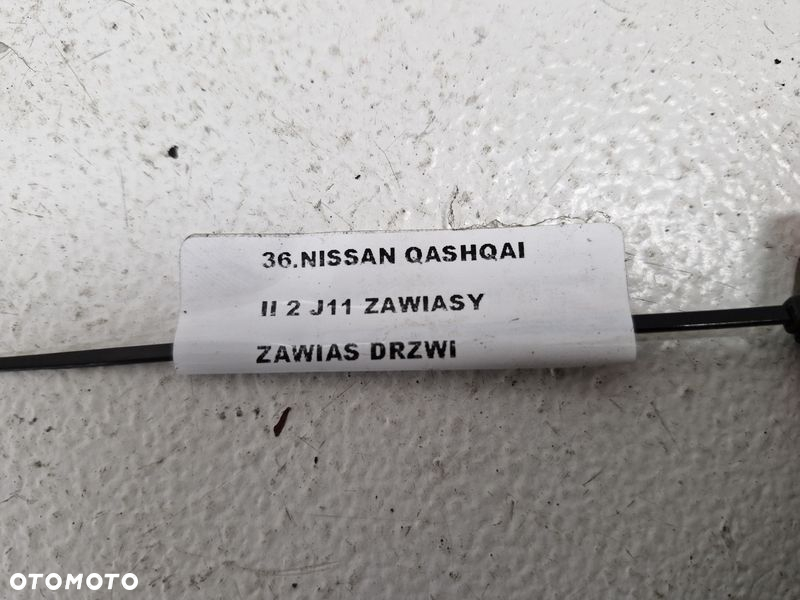 36.NISSAN QASHQAI
II 2 J11 ZAWIASY
ZAWIAS DRZWI
OTOMOTO